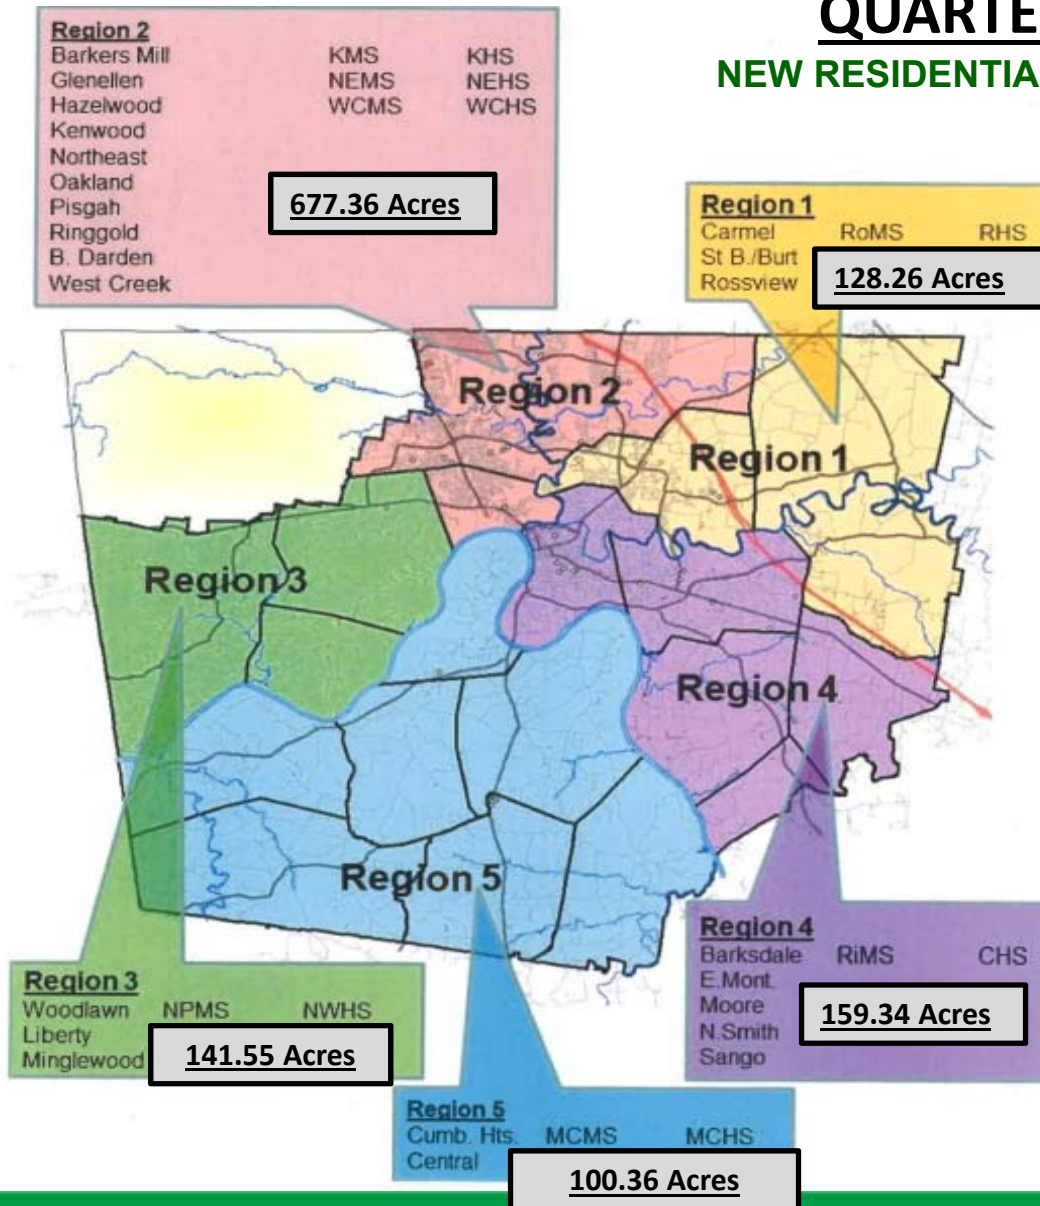 QUARTE
NEW RESIDENTIA
Region 2
Barkers Mill KMS KHS
Glenellen NEMS NEHS
Hazelwood WCMS WCHS
Kenwood
Northeast
Oakland
Pisgah
Ringgold
B. Darden
West Creek
677.36 Acres
Region 1
Carmel RoMS RHS
St B./Burt
Rossview
128.26 Acres
Region 2
Region 1
Region 3
Region 4
Region 5
Region 4
Barksdale RiMS CHS
E.Mont.
Moore
N.Smith
Sango
159.34 Acres
Region 3
Woodlawn NPMS NWHS
Liberty
Minglewood
141.55 Acres
Region 5
Cumb. Hts. MCMS MCHS
Central
100.36 Acres